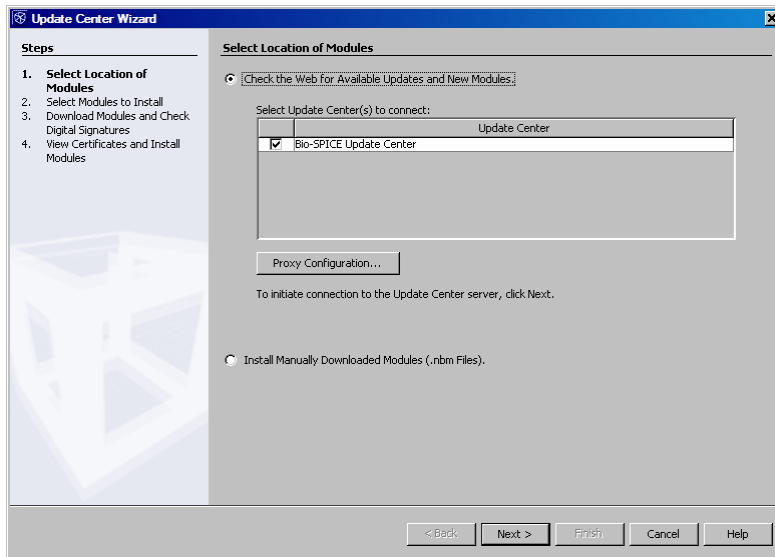 Update Center Wizard
Steps
1. Select Location of
Modules
2. Select Modules to Install
3. Download Modules and Check
Digital Signatures
4. View Certificates and Install
Modules
Select Location of Modules
Check the Web for Available Updates and New Modules.
Select Update Center(s) to connect:
Update Center
Bio-SPICE Update Center
Proxy Configuration...
To initiate connection to the Update Center server, click Next.
Install Manually Downloaded Modules (.nbm Files).
< Back Next > Finish Cancel Help